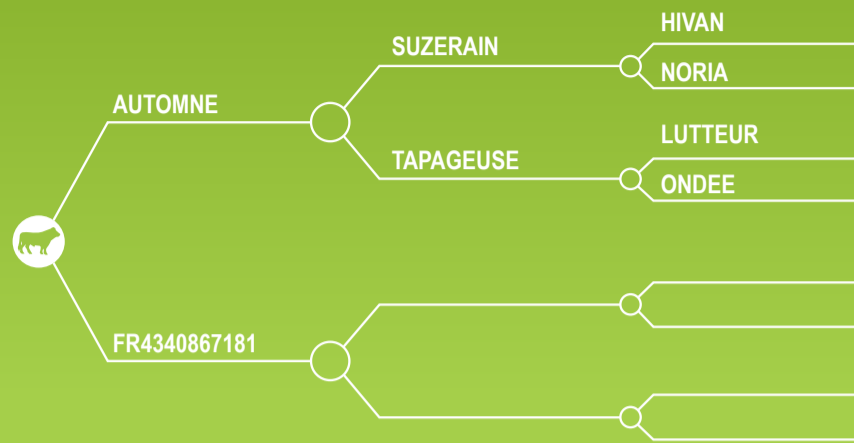 HIVAN
SUZERAIN
NORIA
AUTOMNE
LUTTEUR
TAPAGEUSE
ONDEE
FR4340867181